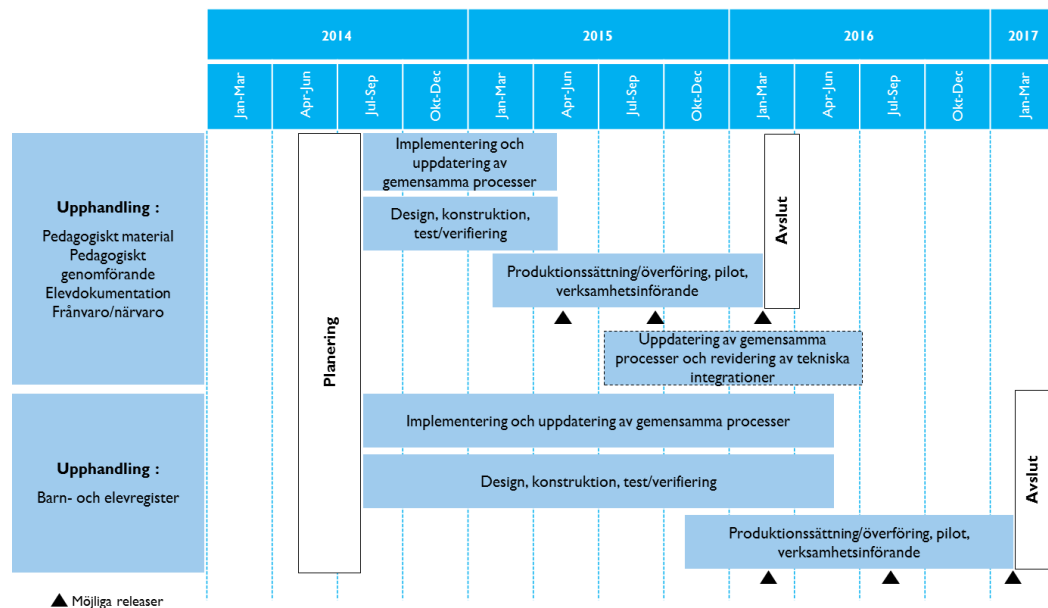 2014
2015
2016
2017
Jan-Mar
Apr-Jun
Jul-Sep
Okt-Dec
Jan-Mar
Apr-Jun
Jul-Sep
Okt-Dec
Jan-Mar
Apr-Jun
Jul-Sep
Okt-Dec
Jan-Mar
Upphandling :
Pedagogiskt material
Pedagogiskt
genomförande
Elevdokumentation
Frånvaro/närvaro
Planering
Implementering och
uppdatering av
gemensamma processer
Design, konstruktion,
test/verifiering
Produktionssättning/överföring, pilot,
verksamhetsinförande
Avslut
Uppdatering av gemensamma
processer och revidering av tekniska
integrationer
Upphandling :
Barn- och elevregister
Implementering och uppdatering av gemensamma processer
Design, konstruktion, test/verifiering
Produktionssättning/överföring, pilot,
verksamhetsinförande
Avslut
Möjliga releaser